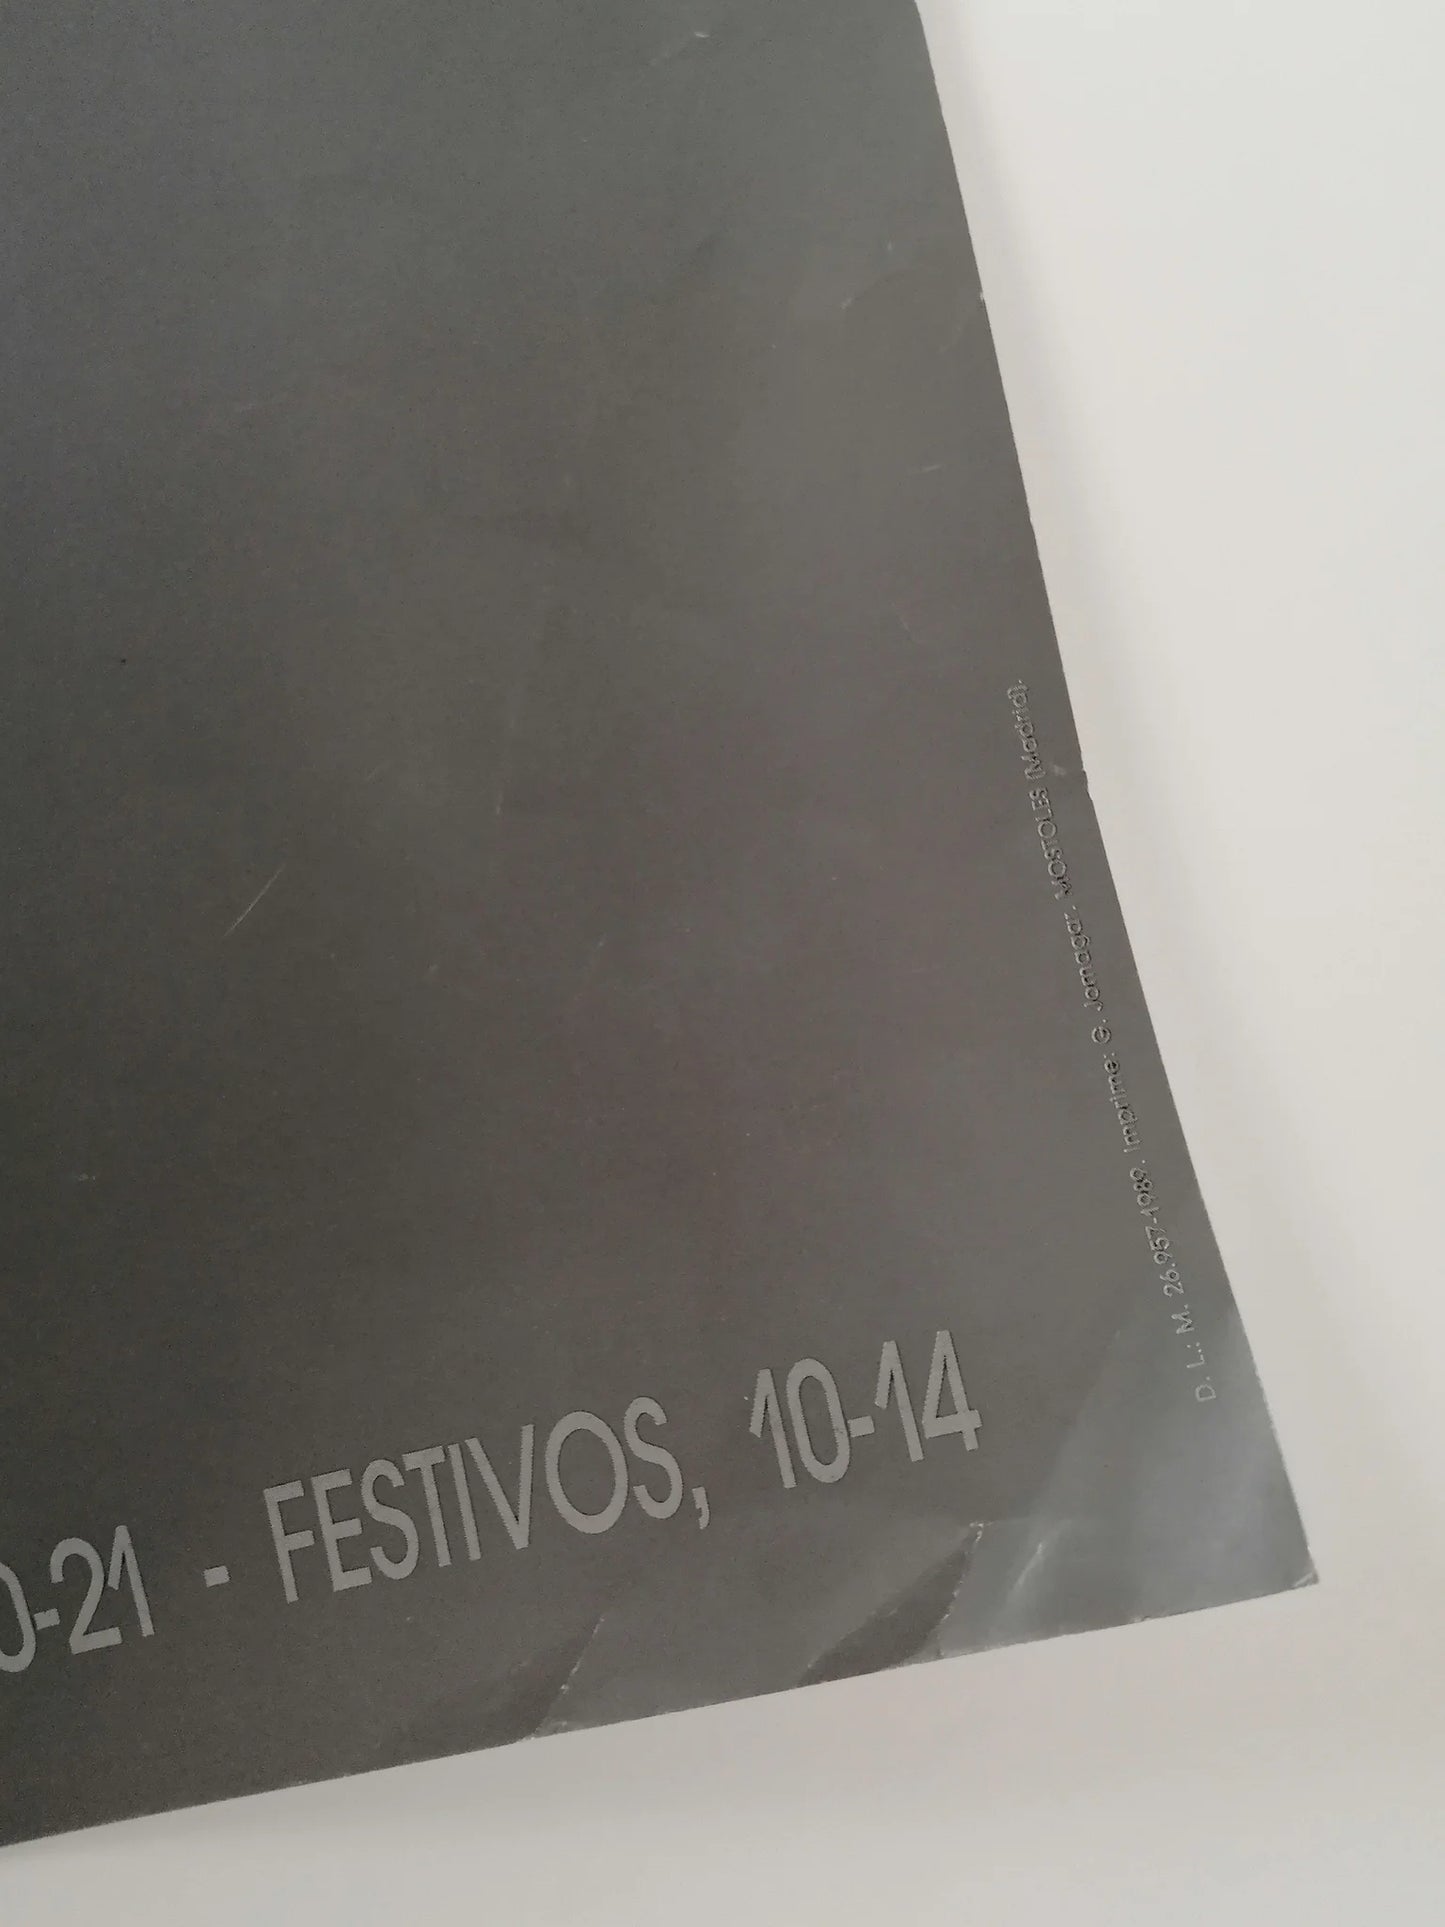 0-21 - FESTIVOS, 10-14
D. L.: M. 26.957-1989. Imprime: G. Jomagar. MOSTOLES (Madrid).